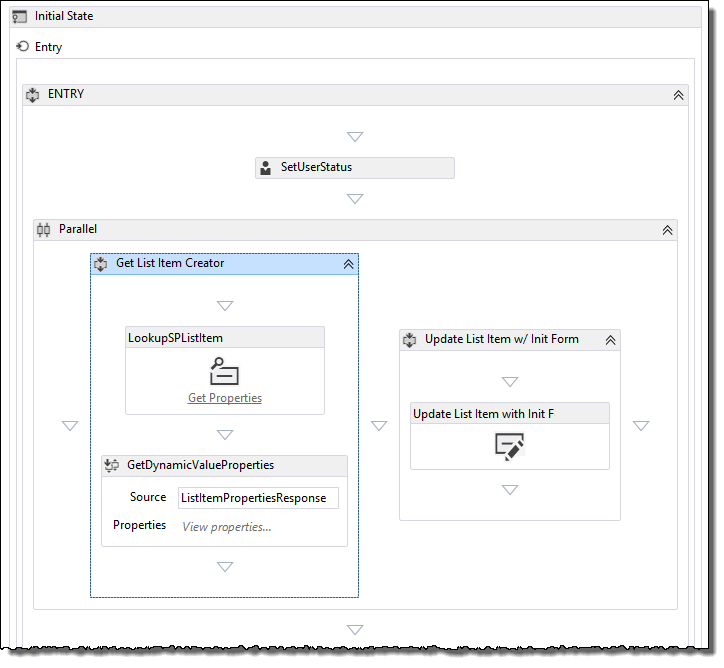 Initial State
Entry
ENTRY
SetUserStatus
Parallel
Get List Item Creator
LookupSPListItem
Get Properties
GetDynamicValueProperties
Source ListItemPropertiesResponse
Properties View properties...
Update List Item w/ Init Form
Update List Item with Init F